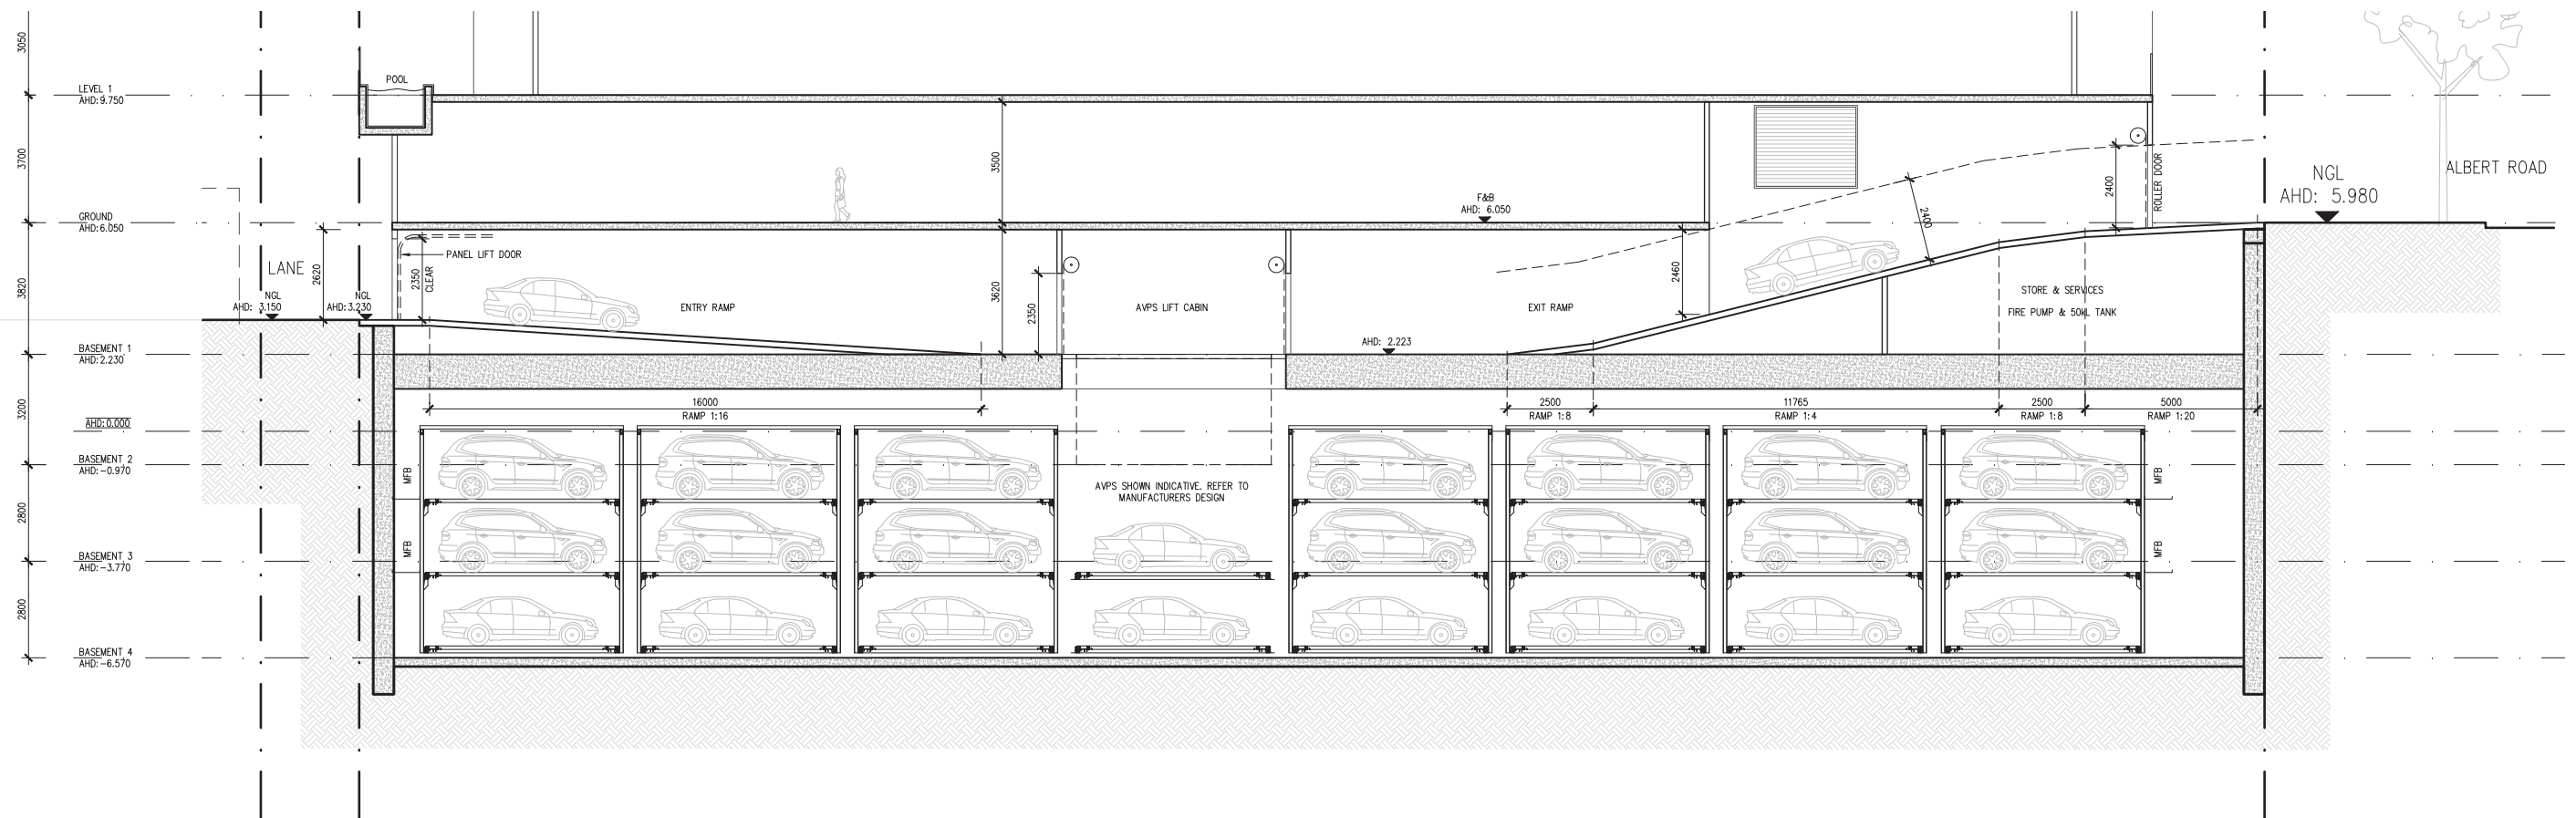 3050
POOL
LEVEL 1
AHD: 9.750
3700
3500
2400
ROLLER DOOR
ALBERT ROAD
NGL
AHD: 5.980
F&B
AHD: 6.050
GROUND
AHD: 6.050
2400
PANEL LIFT DOOR
LANE
2620
2350
CLEAR
3820
3620
2350
2460
ENTRY RAMP
AVPS LIFT CABIN
EXIT RAMP
STORE & SERVICES
FIRE PUMP & 50KL TANK
NGL
AHD: 3.150
NGL
AHD: 3.230
BASEMENT 1
AHD: 2.230
AHD: 2.223
3200
16000
RAMP 1:16
2500
RAMP 1:8
11765
RAMP 1:4
2500
RAMP 1:8
5000
RAMP 1:20
AHD: 0.000
BASEMENT 2
AHD: -0.970
MFB
MFB
AVPS SHOWN INDICATIVE. REFER TO
MANUFACTURERS DESIGN
2800
MFB
MFB
BASEMENT 3
AHD: -3.770
2800
BASEMENT 4
AHD: -6.570